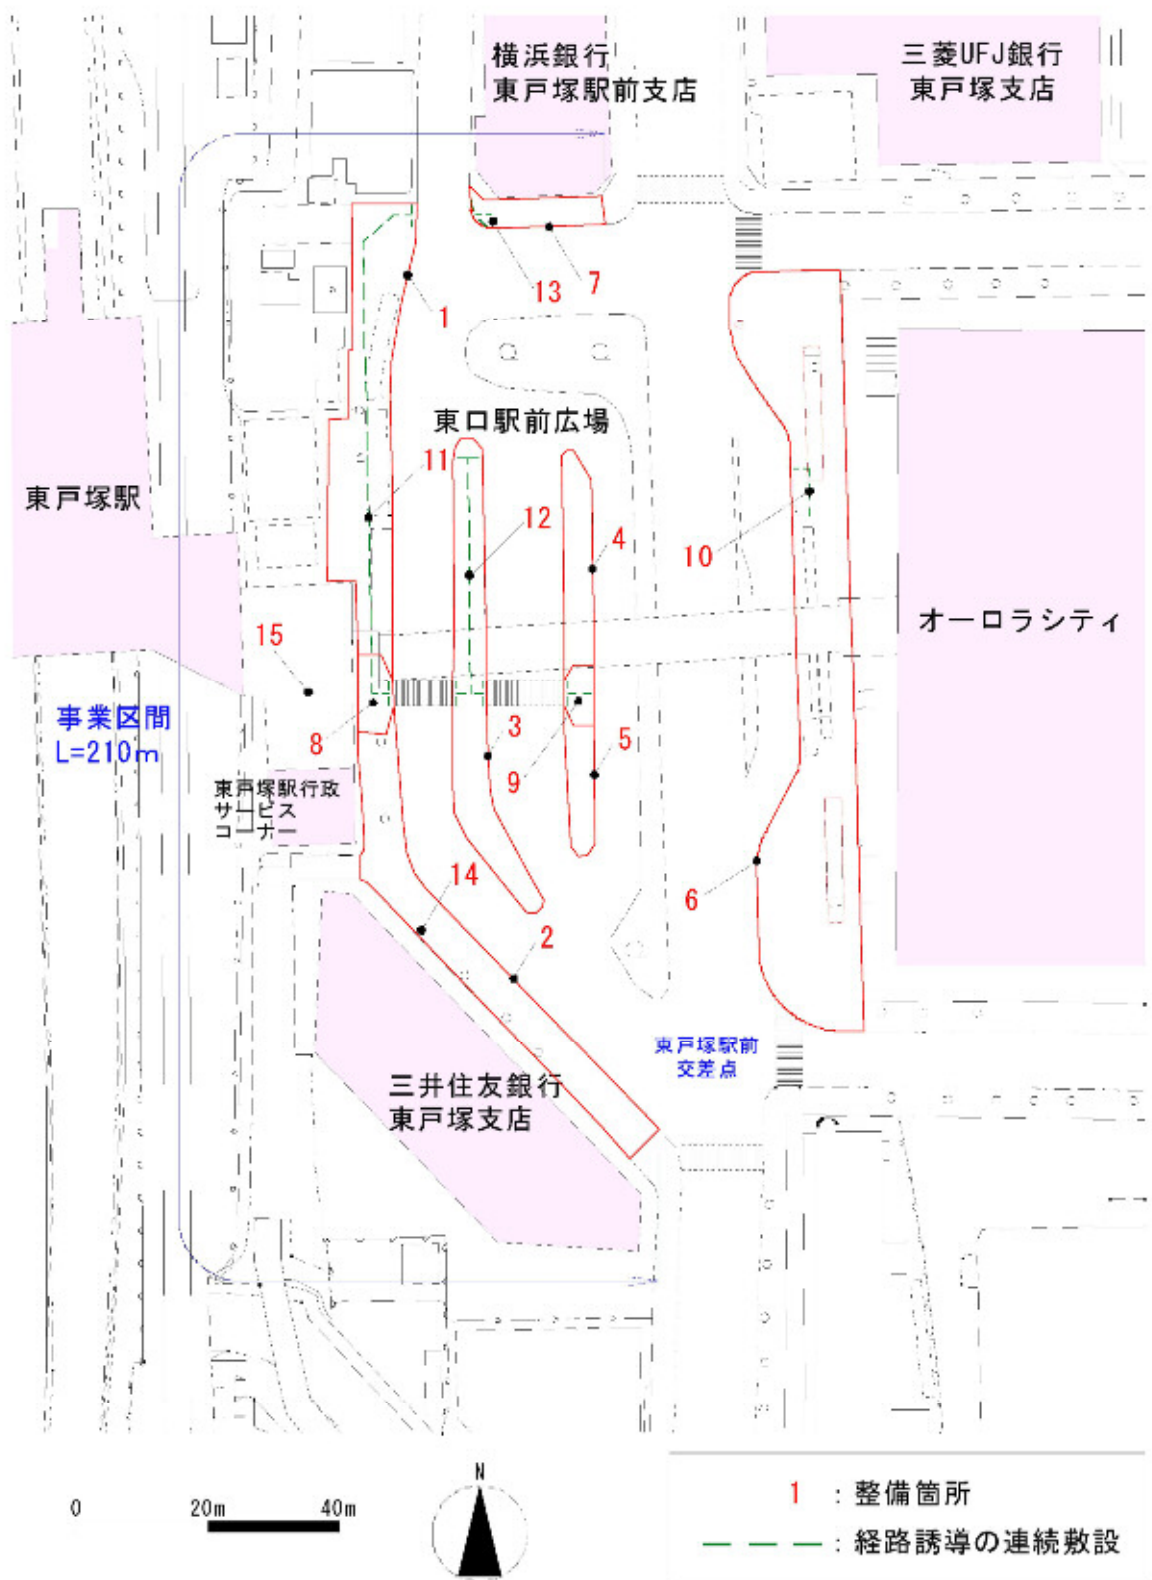 横浜銀行
東戸塚駅前支店
三菱UFJ銀行
東戸塚支店
13
7
1
東口駅前広場
11
東戸塚駅
12
4
10
オーロラシティ
15
事業区間
L=210m
8
3
9
5
東戸塚駅行政
サービス
コーナー
14
6
2
東戸塚駅前
交差点
三井住友銀行
東戸塚支店
N
0 20m 40m
1 : 整備箇所
: 経路誘導の連続敷設